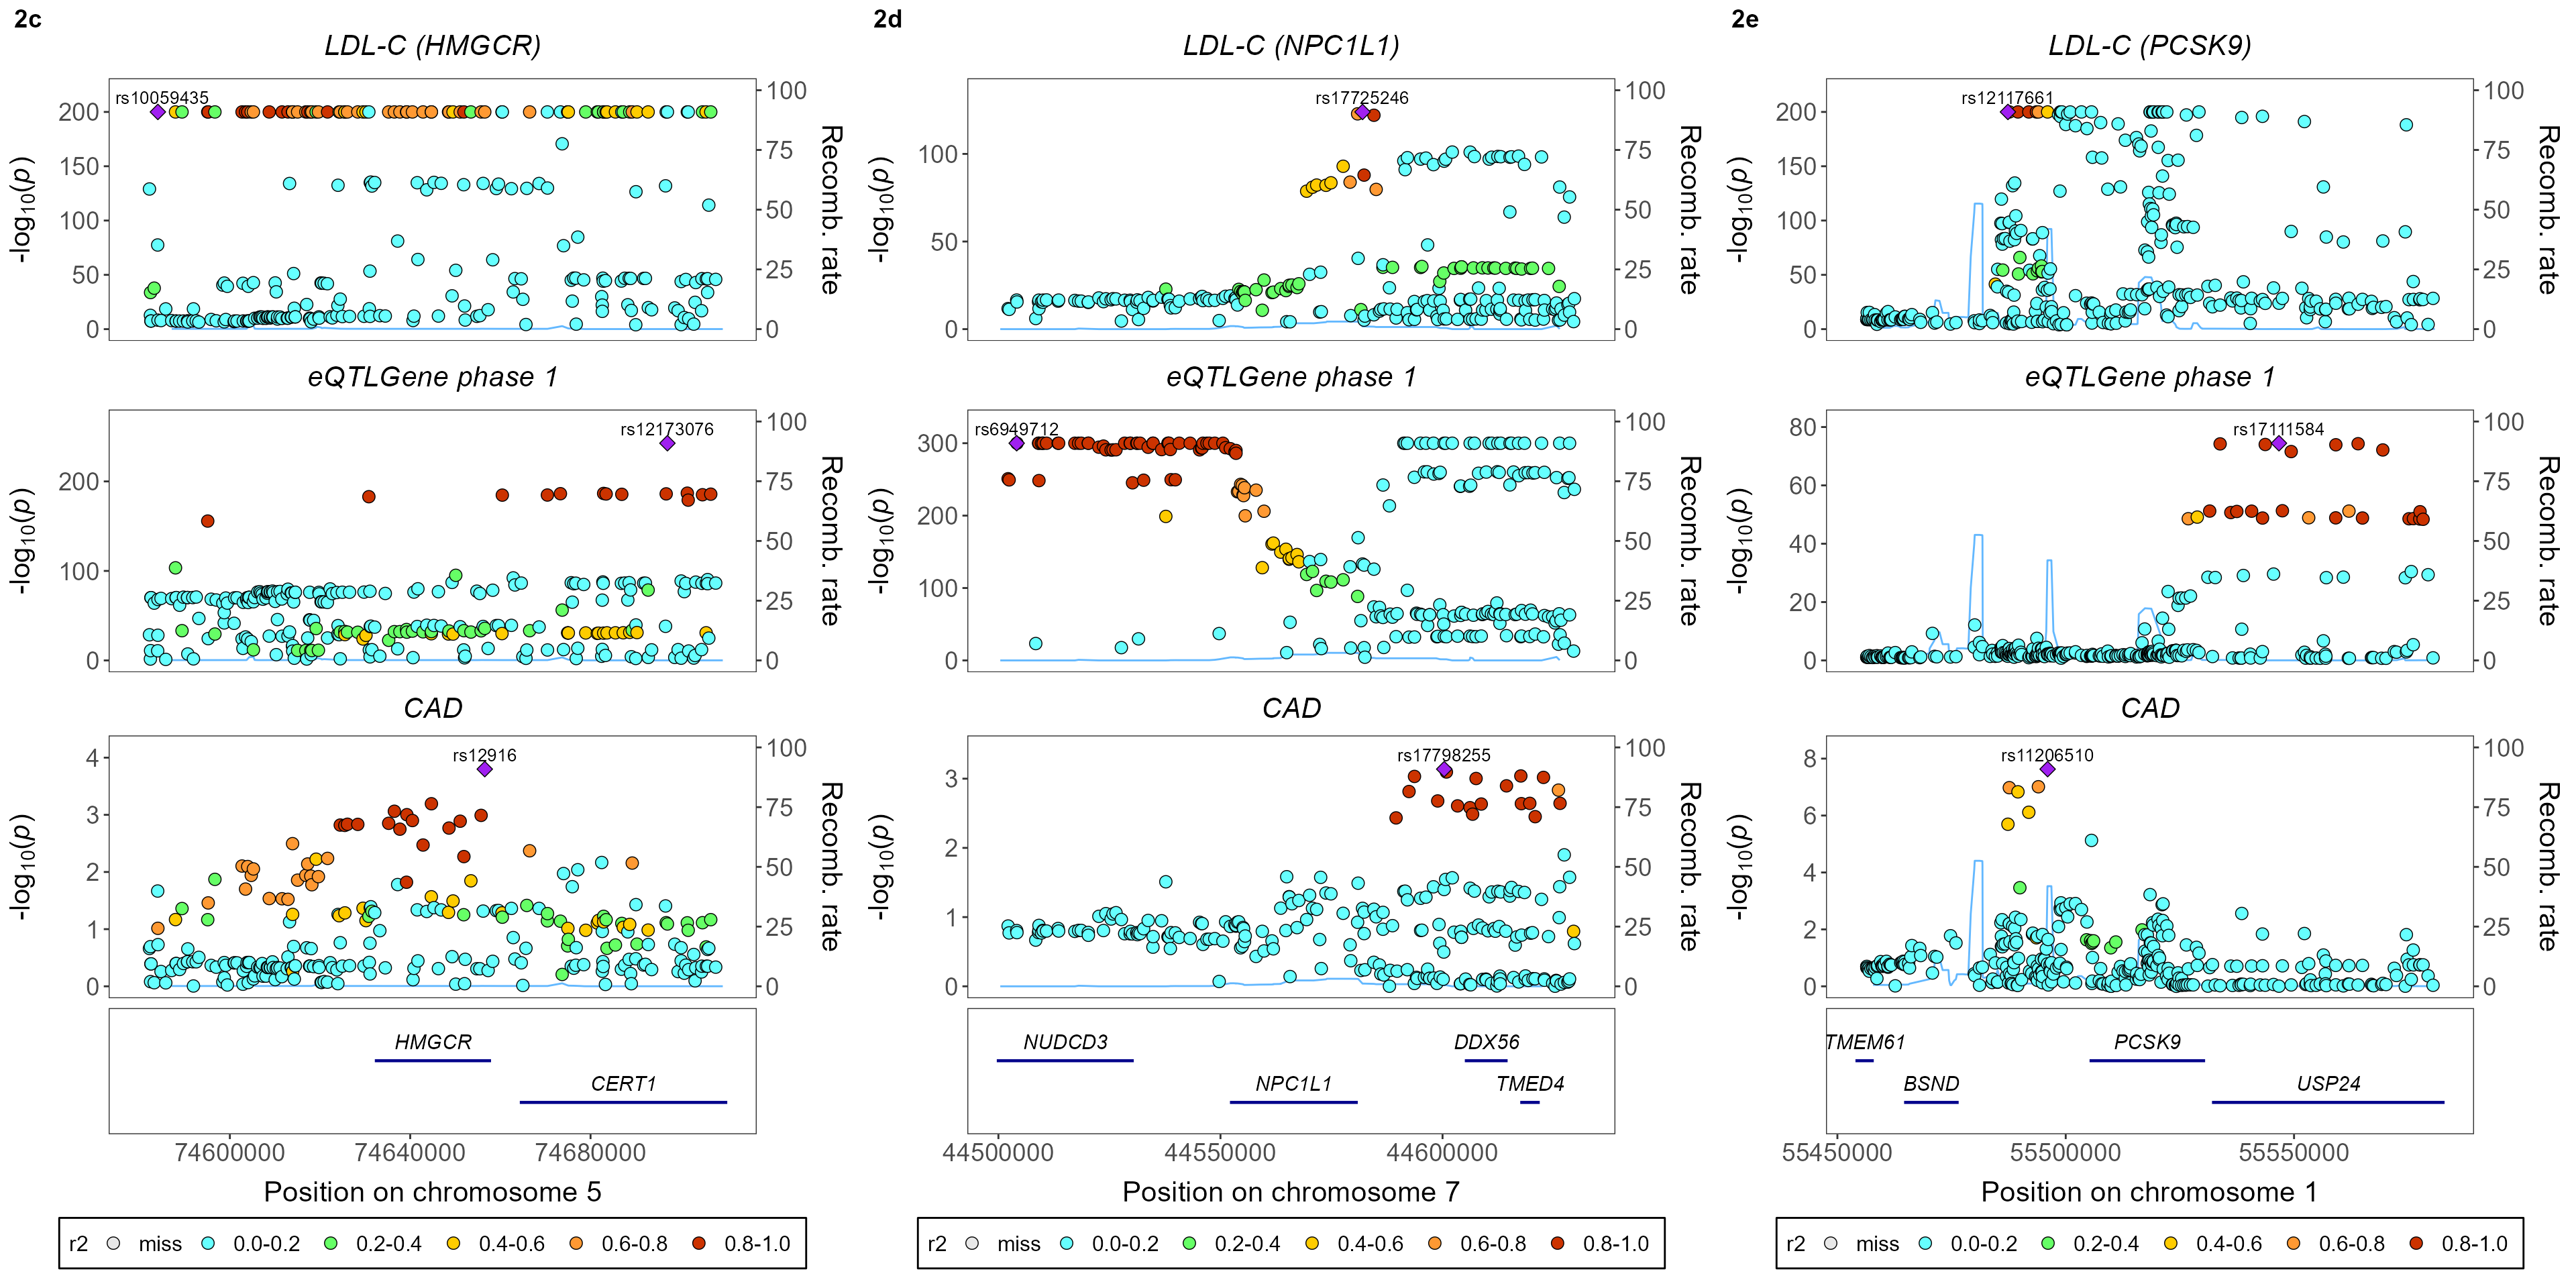 2c
LDL-C (HMGCR)
rs10059435
200
150
100
50
0
100
75
50
25
0
-log10(p)
Recomb. rate
eQTLGene phase 1
rs12173076
200
100
0
100
75
50
25
0
-log10(p)
Recomb. rate
CAD
rs12916
4
3
2
1
0
100
75
50
25
0
-log10(p)
Recomb. rate
HMGCR
CERT1
74600000 74640000 74680000
Position on chromosome 5
r2 miss 0.0-0.2 0.2-0.4 0.4-0.6 0.6-0.8 0.8-1.0
2d
LDL-C (NPC1L1)
rs17725246
100
50
0
100
75
50
25
0
-log10(p)
Recomb. rate
eQTLGene phase 1
rs6949712
300
200
100
0
100
75
50
25
0
-log10(p)
Recomb. rate
CAD
rs17798255
3
2
1
0
100
75
50
25
0
-log10(p)
Recomb. rate
NUDCD3 DDX56
NPC1L1 TMED4
44500000 44550000 44600000
Position on chromosome 7
r2 miss 0.0-0.2 0.2-0.4 0.4-0.6 0.6-0.8 0.8-1.0
2e
LDL-C (PCSK9)
rs12117661
200
150
100
50
0
100
75
50
25
0
-log10(p)
Recomb. rate
eQTLGene phase 1
rs17111584
80
60
40
20
0
100
75
50
25
0
-log10(p)
Recomb. rate
CAD
rs11206510
8
6
4
2
0
100
75
50
25
0
-log10(p)
Recomb. rate
TMEM61 PCSK9
BSND USP24
55450000 55500000 55550000
Position on chromosome 1
r2 miss 0.0-0.2 0.2-0.4 0.4-0.6 0.6-0.8 0.8-1.0